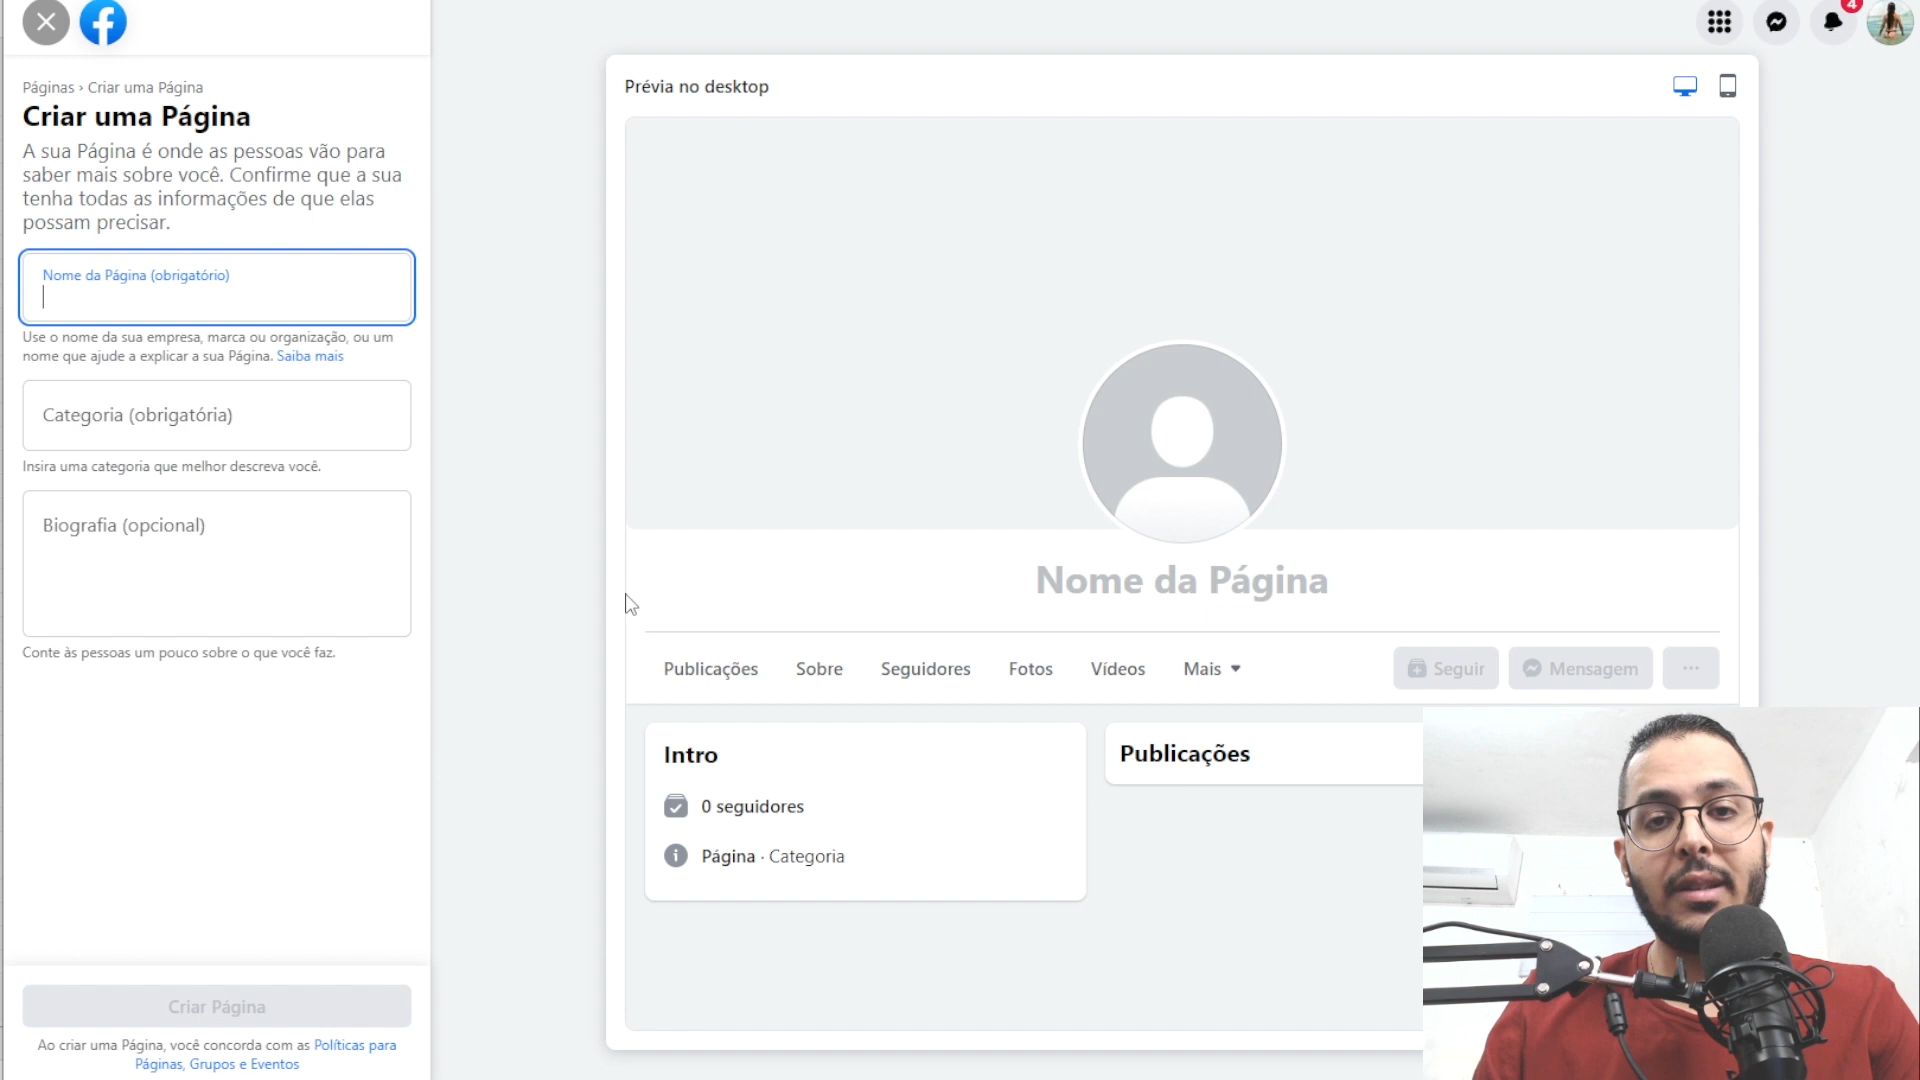 4
Páginas › Criar uma Página
Criar uma Página
A sua Página é onde as pessoas vão para
saber mais sobre você. Confirme que a sua
tenha todas as informações de que elas
possam precisar.
Nome da Página (obrigatório)
Use o nome da sua empresa, marca ou organização, ou um
nome que ajude a explicar a sua Página. Saiba mais
Categoria (obrigatória)
Insira uma categoria que melhor descreva você.
Biografia (opcional)
Conte às pessoas um pouco sobre o que você faz.
Criar Página
Ao criar uma Página, você concorda com as Políticas para
Páginas, Grupos e Eventos
Prévia no desktop
Nome da Página
Publicações Sobre Seguidores Fotos Vídeos Mais Seguir Mensagem ...
Intro
0 seguidores
Página · Categoria
Publicações